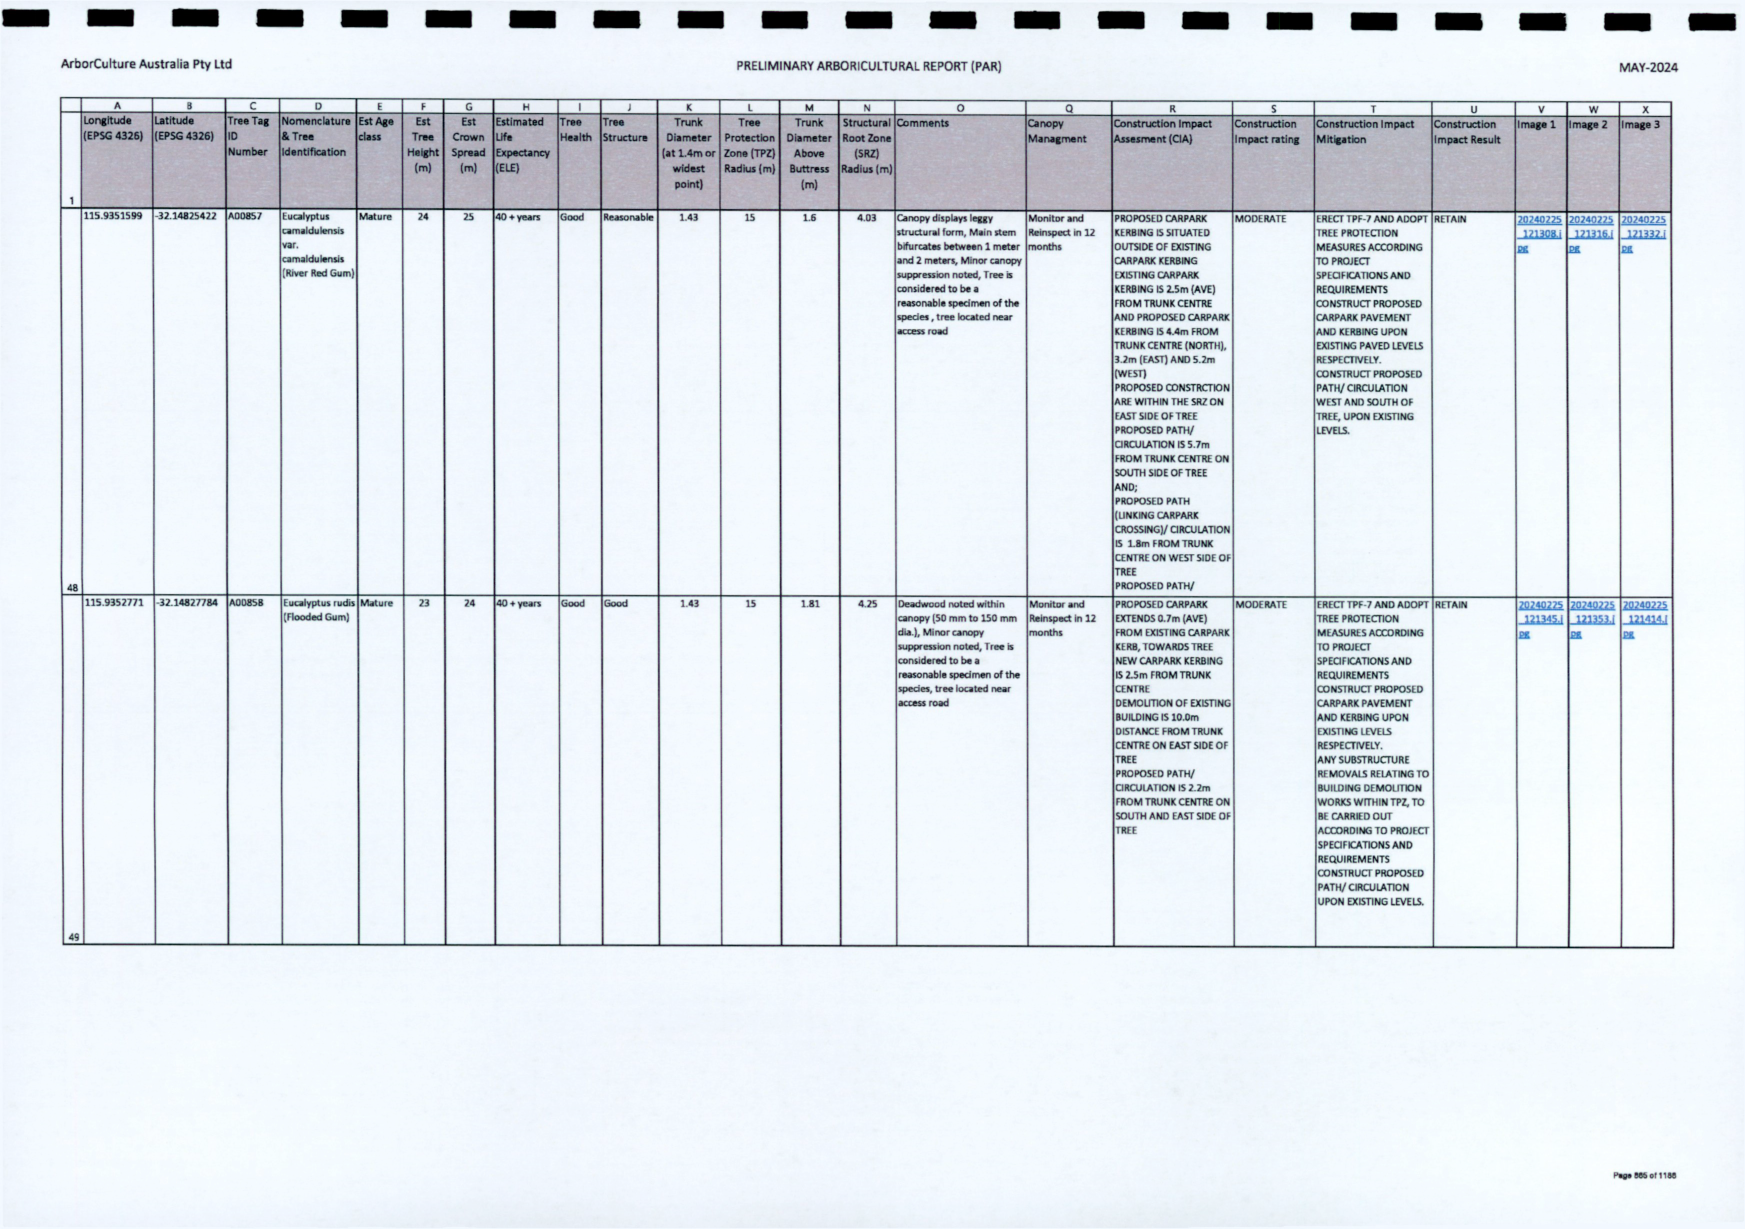 ArborCulture Australia Pty Ltd
PRELIMINARY ARBORICULTURAL REPORT (PAR)
MAY-2024
A B C D E F G H I J K L M N O Q R S T U V W X
1
Longitude
(EPSG 4326)
Latitude
(EPSG 4326)
Tree Tag
ID
Number
Nomenclature
& Tree
Identification
Est Age
class
Est
Tree
Height
(m)
Est
Crown
Spread
(m)
Estimated
Life
Expectancy
(ELE)
Tree
Health
Tree
Structure
Trunk
Diameter
(at 1.4m or
widest
point)
Tree
Protection
Zone (TPZ)
Radius (m)
Trunk
Diameter
Above
Buttress
(m)
Structural
Root Zone
(SRZ)
Radius (m)
Comments
Canopy
Managment
Construction Impact
Assesment (CIA)
Construction
Impact rating
Construction Impact
Mitigation
Construction
Impact Result
Image 1
Image 2
Image 3
48
115.9351599
-32.14825422
A00857
Eucalyptus
camaldulensis
var.
camaldulensis
(River Red Gum)
Mature
24
25
40 + years
Good
Reasonable
1.43
15
1.6
4.03
Canopy displays leggy
structural form, Main stem
bifurcates between 1 meter
and 2 meters, Minor canopy
suppression noted, Tree is
considered to be a
reasonable specimen of the
species , tree located near
access road
Monitor and
Reinspect in 12
months
PROPOSED CARPARK
KERBING IS SITUATED
OUTSIDE OF EXISTING
CARPARK KERBING
EXISTING CARPARK
KERBING IS 2.5m (AVE)
FROM TRUNK CENTRE
AND PROPOSED CARPARK
KERBING IS 4.4m FROM
TRUNK CENTRE (NORTH),
3.2m (EAST) AND 5.2m
(WEST)
PROPOSED CONSTRCTION
ARE WITHIN THE SRZ ON
EAST SIDE OF TREE
PROPOSED PATH/
CIRCULATION IS 5.7m
FROM TRUNK CENTRE ON
SOUTH SIDE OF TREE
AND;
PROPOSED PATH
(LINKING CARPARK
CROSSING)/ CIRCULATION
IS 1.8m FROM TRUNK
CENTRE ON WEST SIDE OF
TREE
PROPOSED PATH/
MODERATE
ERECT TPF-7 AND ADOPT
TREE PROTECTION
MEASURES ACCORDING
TO PROJECT
SPECIFICATIONS AND
REQUIREMENTS
CONSTRUCT PROPOSED
CARPARK PAVEMENT
AND KERBING UPON
EXISTING PAVED LEVELS
RESPECTIVELY.
CONSTRUCT PROPOSED
PATH/ CIRCULATION
WEST AND SOUTH OF
TREE, UPON EXISTING
LEVELS.
RETAIN
20240225
_121308.j
pg
20240225
_121316.j
pg
20240225
_121332.j
pg
49
115.9352771
-32.14827784
A00858
Eucalyptus rudis
(Flooded Gum)
Mature
23
24
40 + years
Good
Good
1.43
15
1.81
4.25
Deadwood noted within
canopy (50 mm to 150 mm
dia.), Minor canopy
suppression noted, Tree is
considered to be a
reasonable specimen of the
species, tree located near
access road
Monitor and
Reinspect in 12
months
PROPOSED CARPARK
EXTENDS 0.7m (AVE)
FROM EXISTING CARPARK
KERB, TOWARDS TREE
NEW CARPARK KERBING
IS 2.5m FROM TRUNK
CENTRE
DEMOLITION OF EXISTING
BUILDING IS 10.0m
DISTANCE FROM TRUNK
CENTRE ON EAST SIDE OF
TREE
PROPOSED PATH/
CIRCULATION IS 2.2m
FROM TRUNK CENTRE ON
SOUTH AND EAST SIDE OF
TREE
MODERATE
ERECT TPF-7 AND ADOPT
TREE PROTECTION
MEASURES ACCORDING
TO PROJECT
SPECIFICATIONS AND
REQUIREMENTS
CONSTRUCT PROPOSED
CARPARK PAVEMENT
AND KERBING UPON
EXISTING LEVELS
RESPECTIVELY.
ANY SUBSTRUCTURE
REMOVALS RELATING TO
BUILDING DEMOLITION
WORKS WITHIN TPZ, TO
BE CARRIED OUT
ACCORDING TO PROJECT
SPECIFICATIONS AND
REQUIREMENTS
CONSTRUCT PROPOSED
PATH/ CIRCULATION
UPON EXISTING LEVELS.
RETAIN
20240225
_121345.j
pg
20240225
_121353.j
pg
20240225
_121414.j
pg
Page 865 of 1186